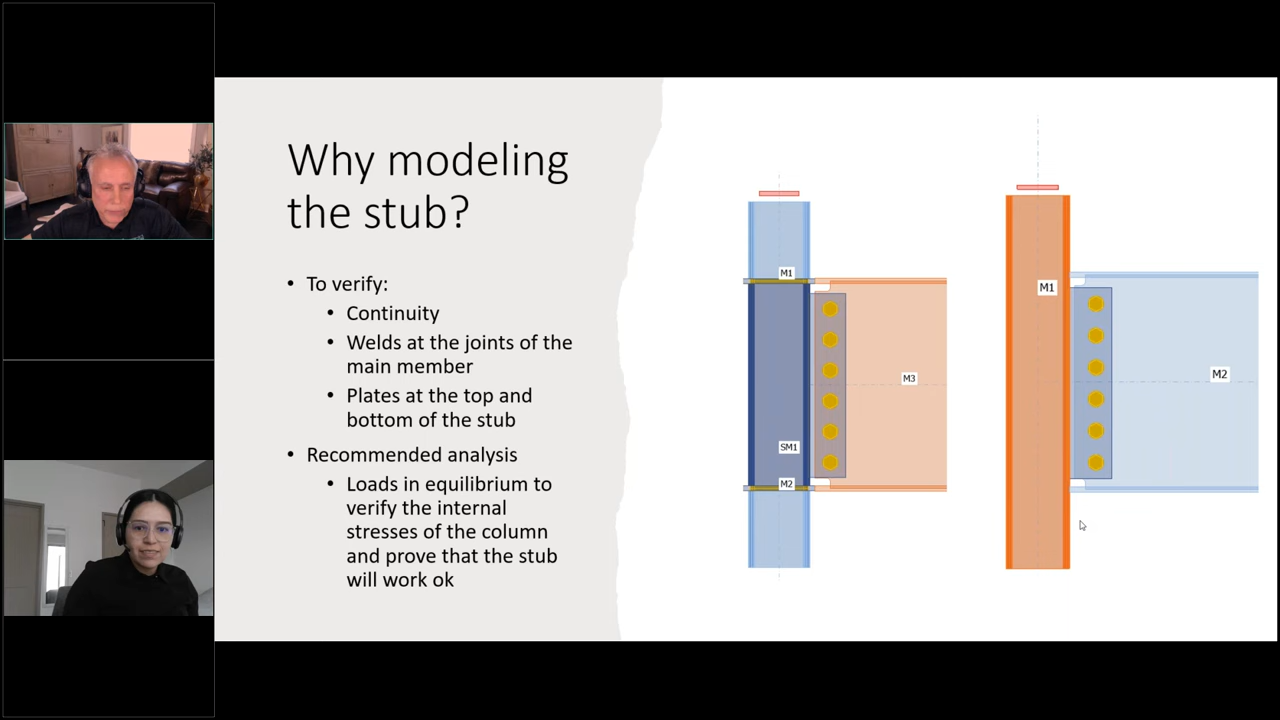 Why modeling
the stub?
• To verify:
• Continuity
• Welds at the joints of the
main member
• Plates at the top and
bottom of the stub
• Recommended analysis
• Loads in equilibrium to
verify the internal
stresses of the column
and prove that the stub
will work ok
M1
M3
SM1
M2
M1
M2